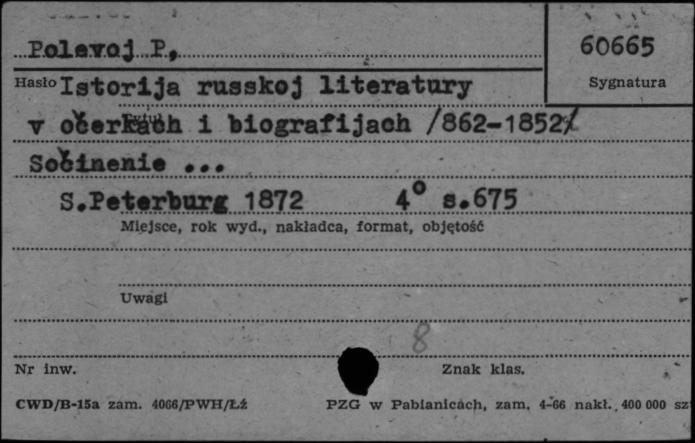 Polevoj P,
60665
Hasło
Sygnatura
Istorija russkoj literatury
v očerkach i biografijach /862-1852/
Sočinenie ...
S.Peterburg 1872 4° s.675
Miejsce, rok wyd., nakładca, format, objętość
Uwagi
8
Nr inw.
Znak klas.
CWD/B-15a zam. 4066/PWH/Łź
PZG w Pabianicach, zam. 4-66 nakł. 400 000 sz